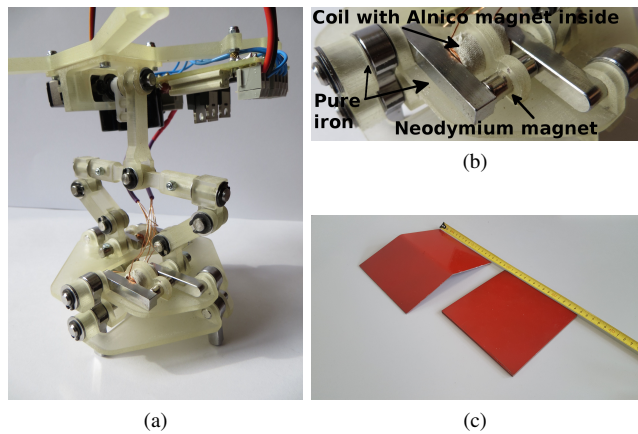 Coil with Alnico magnet inside
Pure
iron
Neodymium magnet
(a)
(b)
(c)